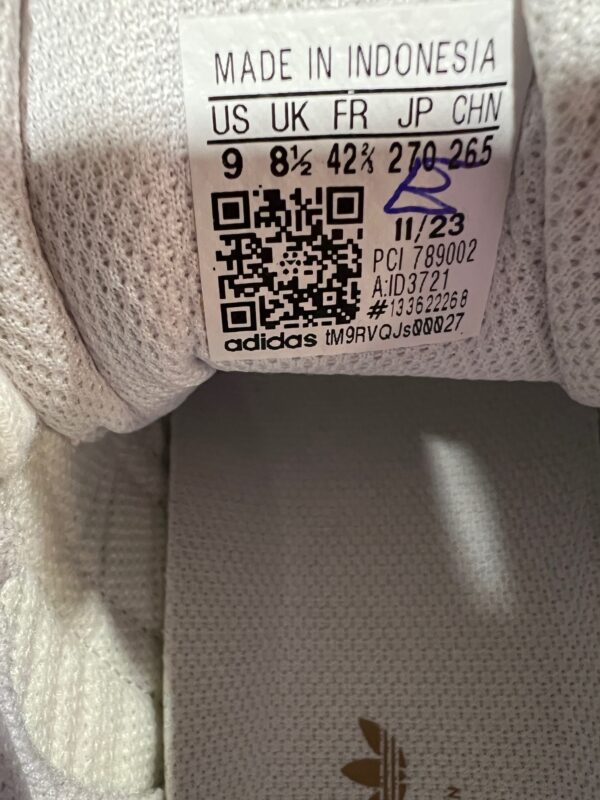 MADE IN INDONESIA
US UK FR JP CHN
9 8½ 42⅔ 270 265
11/23
PCI 789002
A:ID3721
#133622268
adidas tM9RVQJs00027
N